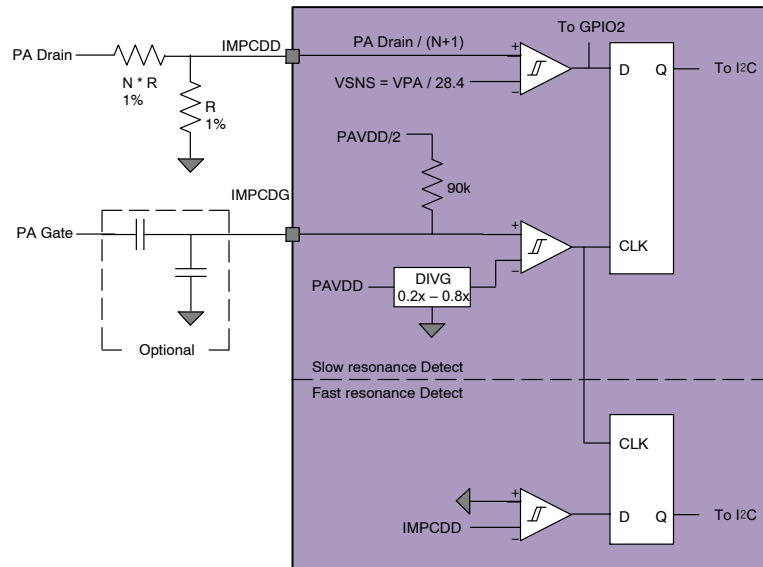 To GPIO2
PA Drain
IMPCDD
PA Drain / (N+1)
+
D
Q
To I2C
N * R
1%
VSNS = VPA / 28.4
−
R
1%
PAVDD/2
90k
IMPCDG
PA Gate
+
CLK
−
PAVDD
DIVG
0.2x – 0.8x
Optional
Slow resonance Detect
Fast resonance Detect
CLK
+
D
Q
To I2C
IMPCDD
−